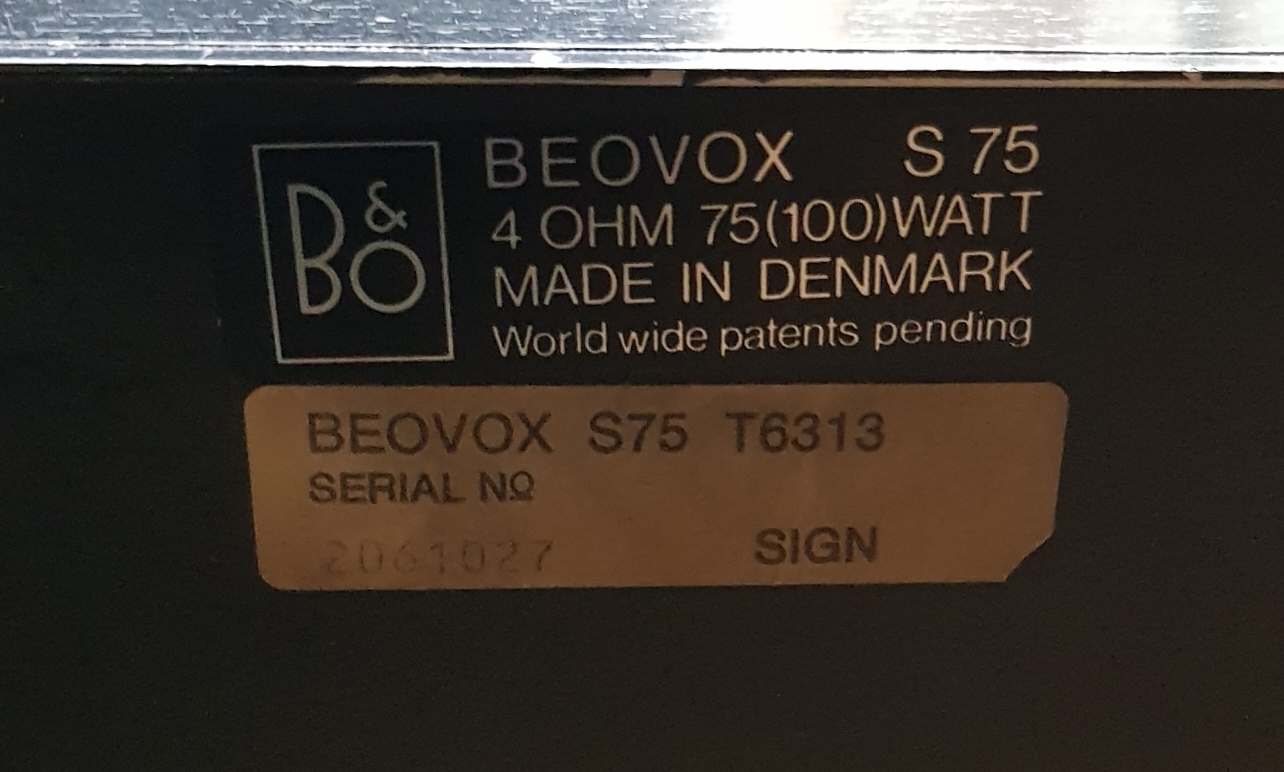 B&O
BEOVOX S 75
4 OHM 75(100)WATT
MADE IN DENMARK
World wide patents pending
BEOVOX S75 T6313
SERIAL Nº
2061027 SIGN